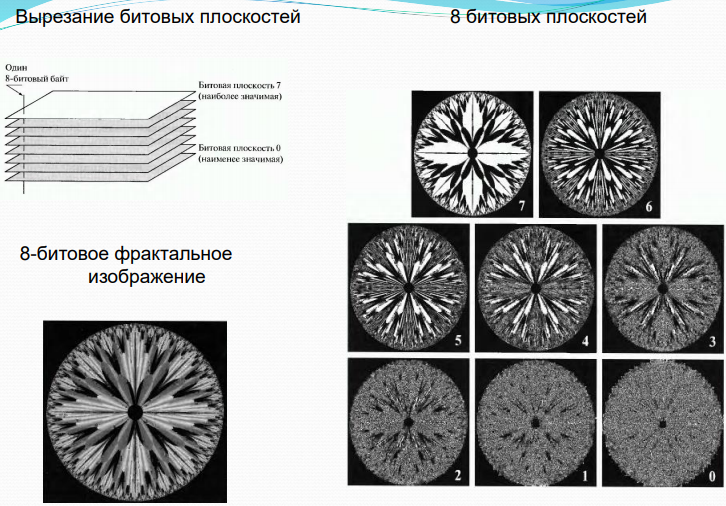 Вырезание битовых плоскостей
8 битовых плоскостей
Один
8-битовый байт
Битовая плоскость 7
(наиболее значимая)
Битовая плоскость 0
(наименее значимая)
8-битовое фрактальное
изображение
7
6
5
4
3
2
1
0